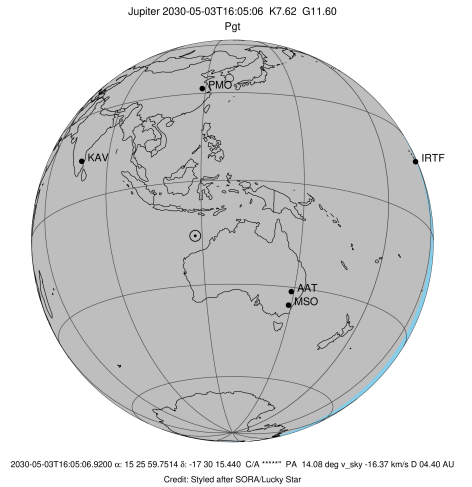 Jupiter 2030-05-03T16:05:06 K7.62 G11.60
Pgt
PMO
KAV
IRTF
AAT
MSO
2030-05-03T16:05:06.9200 α: 15 25 59.7514 δ: -17 30 15.440 C/A *****" PA 14.08 deg v_sky -16.37 km/s D 04.40 AU
Credit: Styled after SORA/Lucky Star